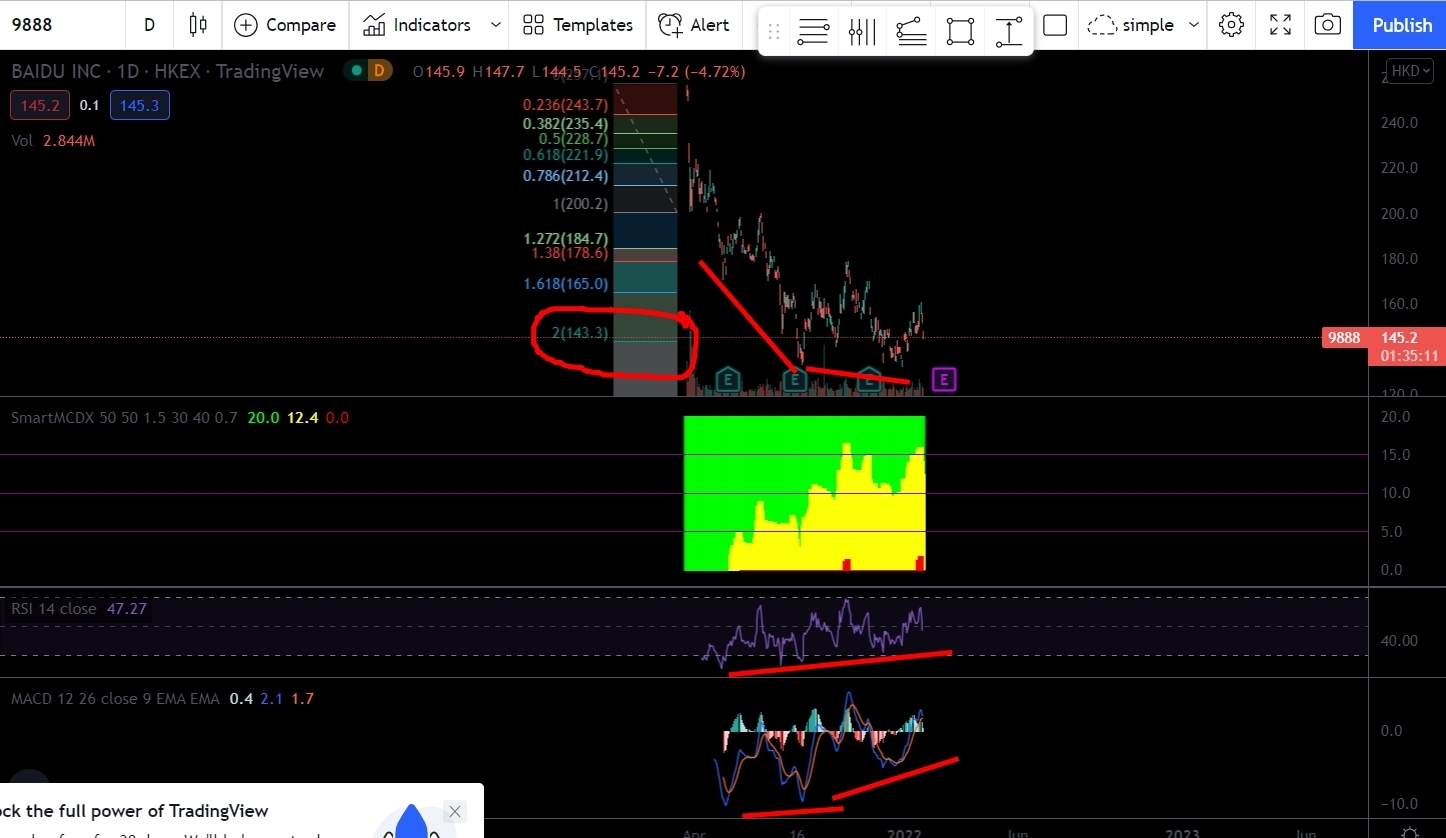 9888 D Compare Indicators Templates Alert simple Publish
BAIDU INC · 1D · HKEX · TradingView D O145.9 H147.7 L144.5 C145.2 −7.2 (−4.72%)
HKD
145.2 0.1 145.3
Vol 2.844M
0.236(243.7)
0.382(235.4)
0.5(228.7)
0.618(221.9)
0.786(212.4)
1(200.2)
1.272(184.7)
1.38(178.6)
1.618(165.0)
2(143.3)
240.0
220.0
200.0
180.0
160.0
9888 145.2
01:35:11
120.0
E E E E
SmartMCDX 50 50 1.5 30 40 0.7 20.0 12.4 0.0
20.0
15.0
10.0
5.0
0.0
RSI 14 close 47.27
40.00
MACD 12 26 close 9 EMA EMA 0.4 2.1 1.7
0.0
−10.0
ock the full power of TradingView
Apr 16 2022 Jun 2023 Jun